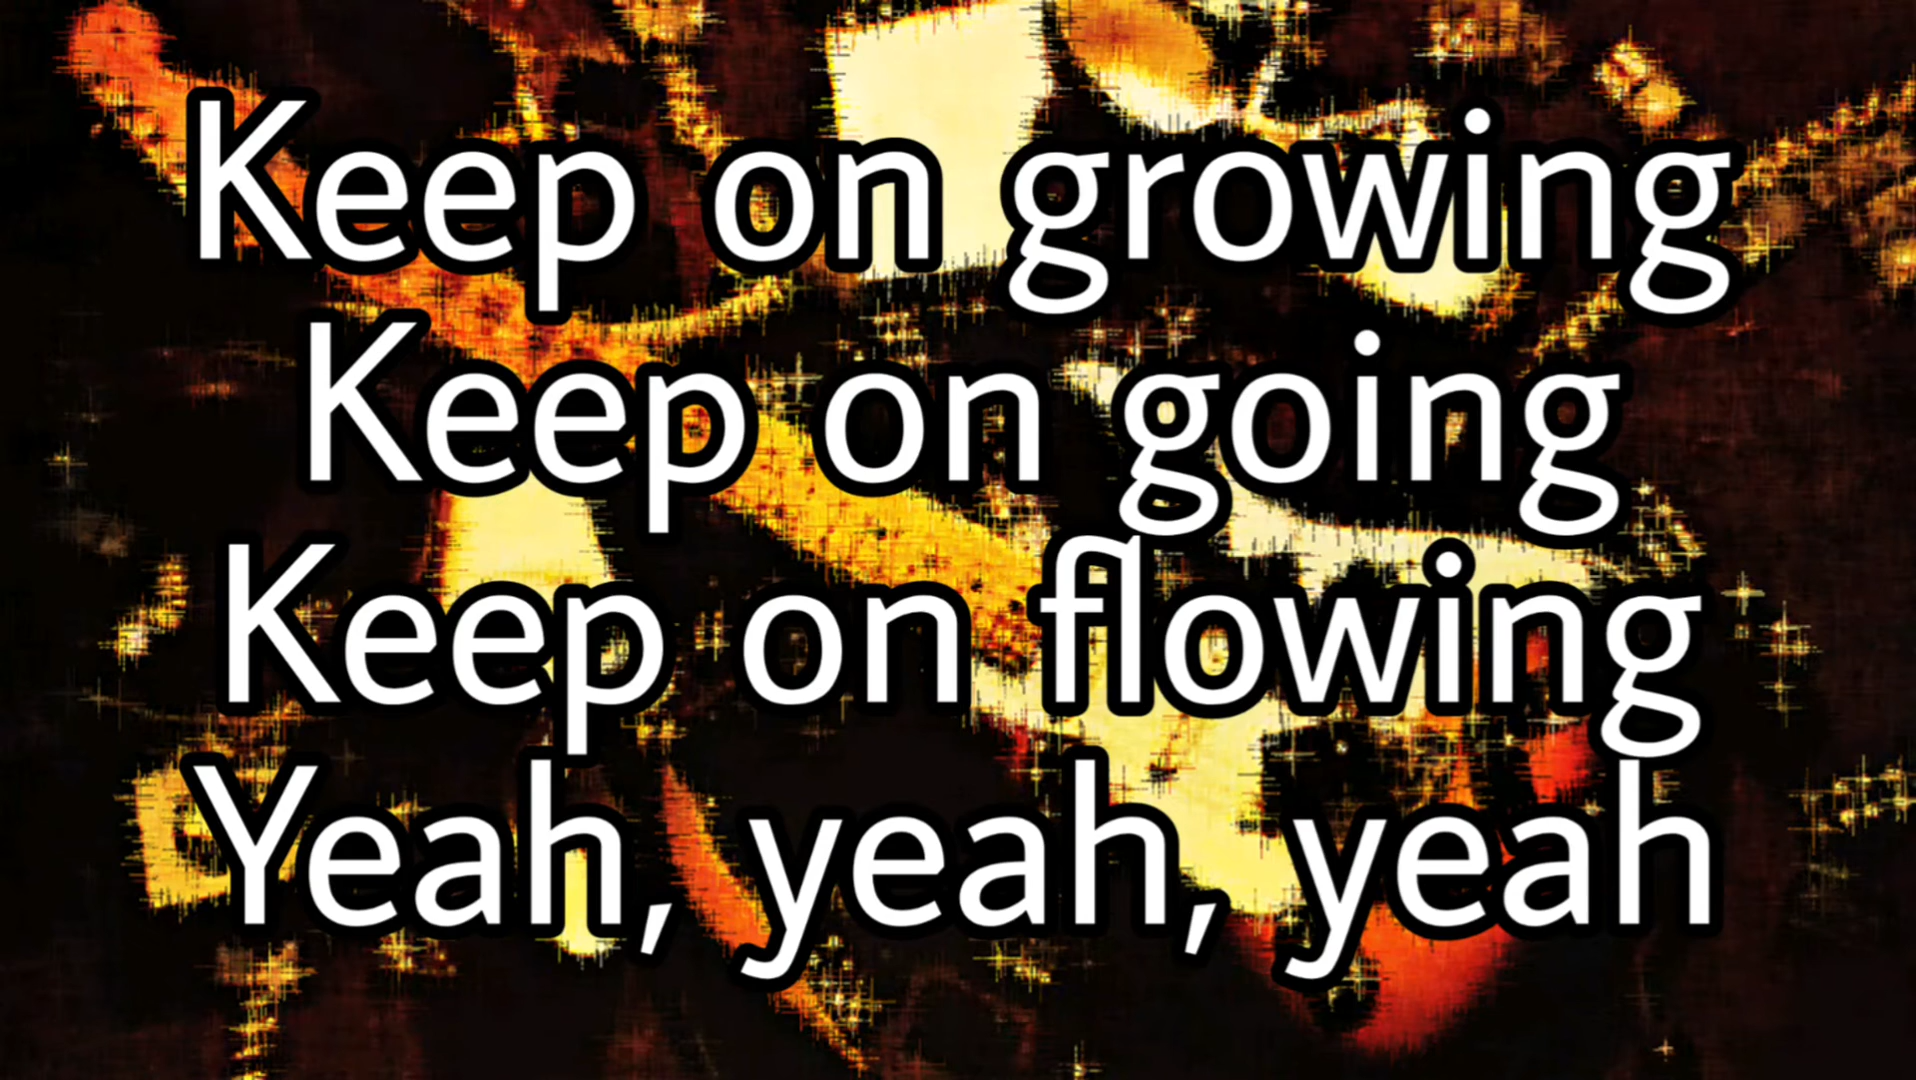 Keep on growing
Keep on going
Keep on flowing
Yeah, yeah, yeah